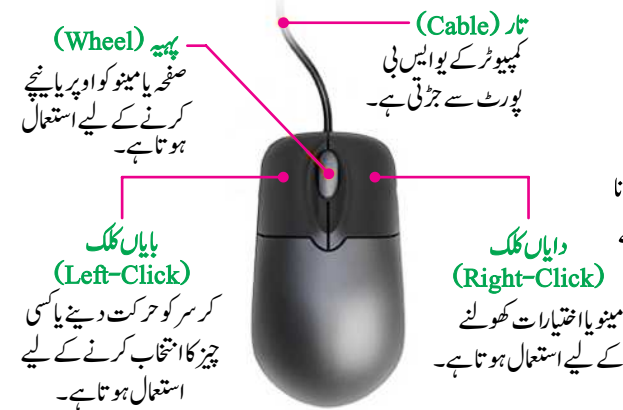 تار (Cable)
کمپیوٹر کے یو ایس بی
پورٹ سے جڑتی ہے۔
پہیہ (Wheel)
صفحہ یا مینو کو اوپر یا نیچے
کرنے کے لیے استعمال
ہوتا ہے۔
دایاں کلک
(Right-Click)
مینو یا اختیارات کھولنے
کے لیے استعمال ہوتا ہے۔
بایاں کلک
(Left-Click)
کرسر کو حرکت دینے یا کسی
چیز کا انتخاب کرنے کے لیے
استعمال ہوتا ہے۔
نا